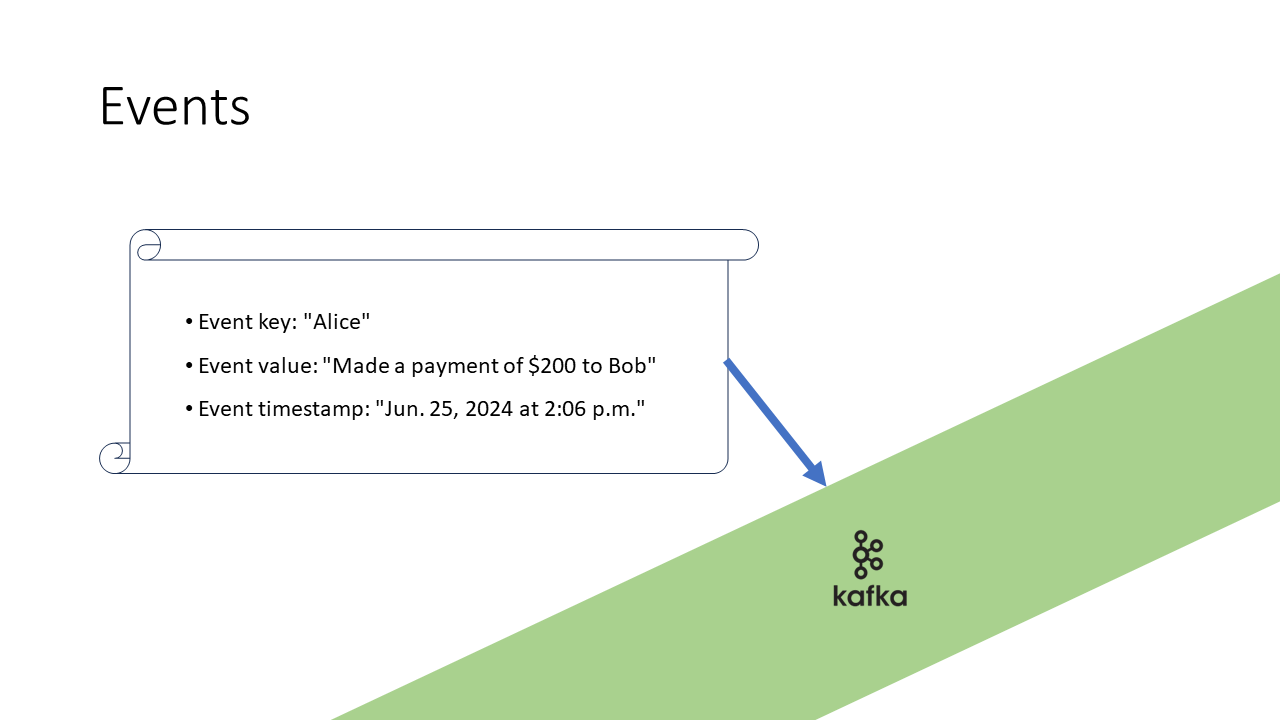 Events
• Event key: "Alice"
• Event value: "Made a payment of $200 to Bob"
• Event timestamp: "Jun. 25, 2024 at 2:06 p.m."
kafka